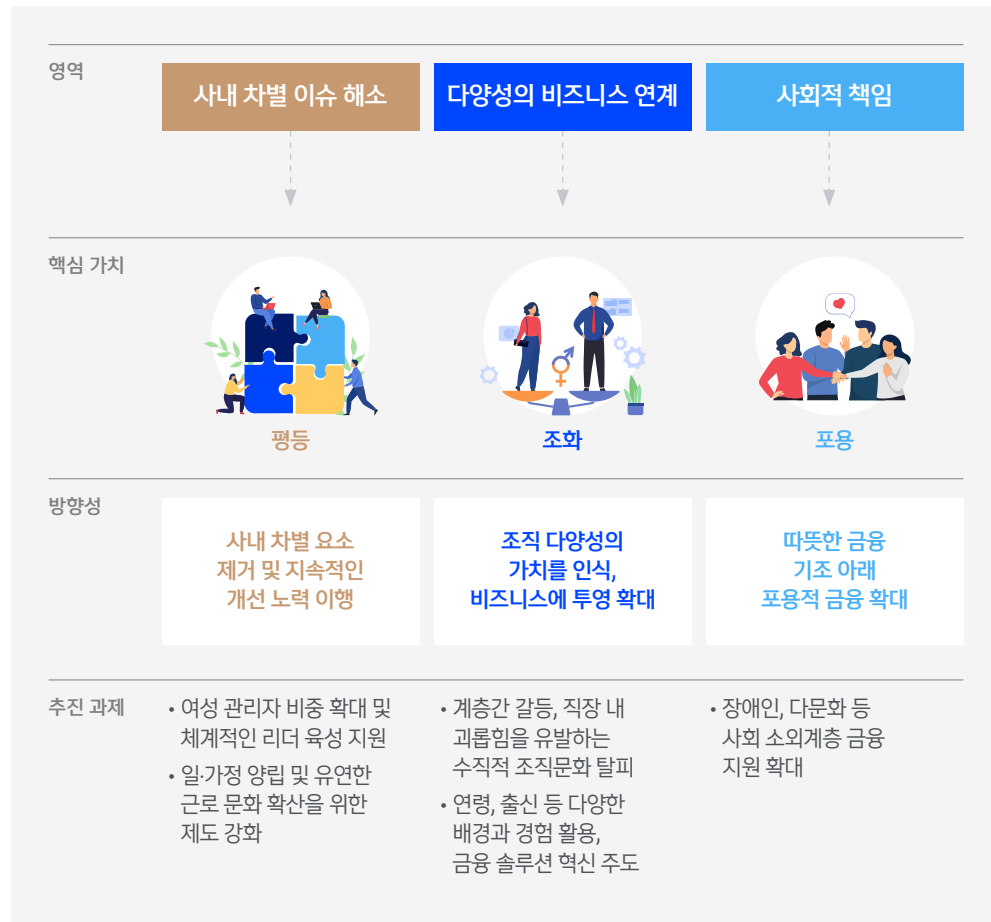 영역
사내 차별 이슈 해소
다양성의 비즈니스 연계
사회적 책임
핵심 가치
평등
조화
포용
방향성
사내 차별 요소
제거 및 지속적인
개선 노력 이행
조직 다양성의
가치를 인식,
비즈니스에 투영 확대
따뜻한 금융
기조 아래
포용적 금융 확대
추진 과제
• 여성 관리자 비중 확대 및
체계적인 리더 육성 지원
• 일·가정 양립 및 유연한
근로 문화 확산을 위한
제도 강화
• 계층간 갈등, 직장 내
괴롭힘을 유발하는
수직적 조직문화 탈피
• 연령, 출신 등 다양한
배경과 경험 활용,
금융 솔루션 혁신 주도
• 장애인, 다문화 등
사회 소외계층 금융
지원 확대